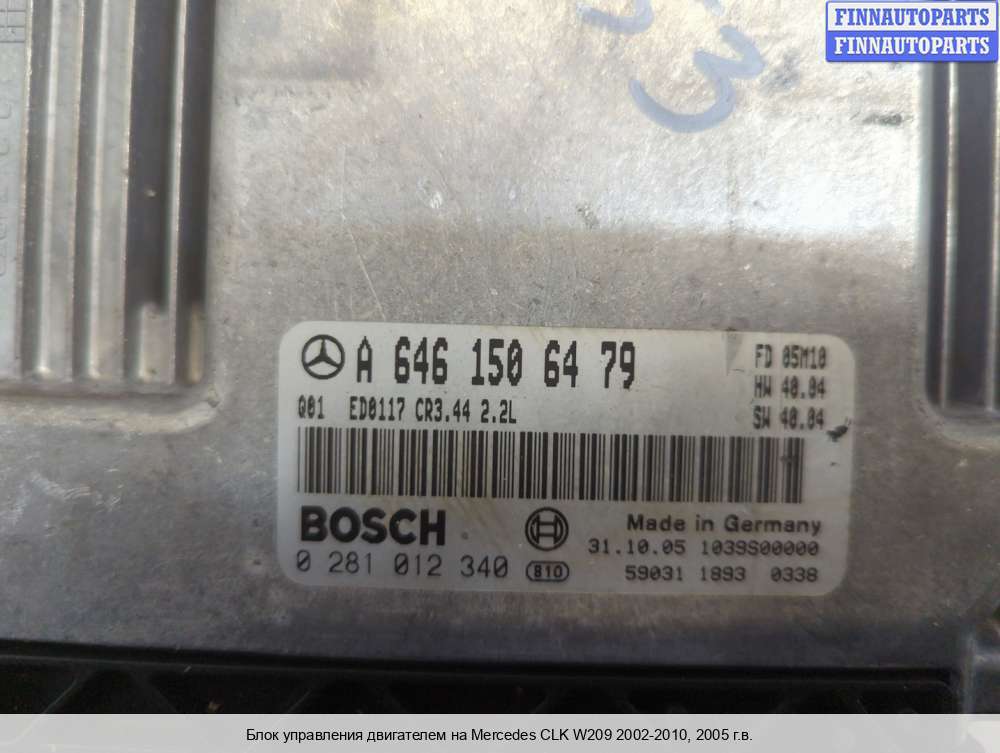 FINNAUTOPARTS
FINNAUTOPARTS
A 646 150 64 79
FD 05M10
HW 40.04
Q01 ED0117 CR3.44 2.2L
SW 40.04
BOSCH
Made in Germany
31.10.05 1039S00000
0 281 012 340 810
59031 1893 0338
Блок управления двигателем на Mercedes CLK W209 2002-2010, 2005 г.в.